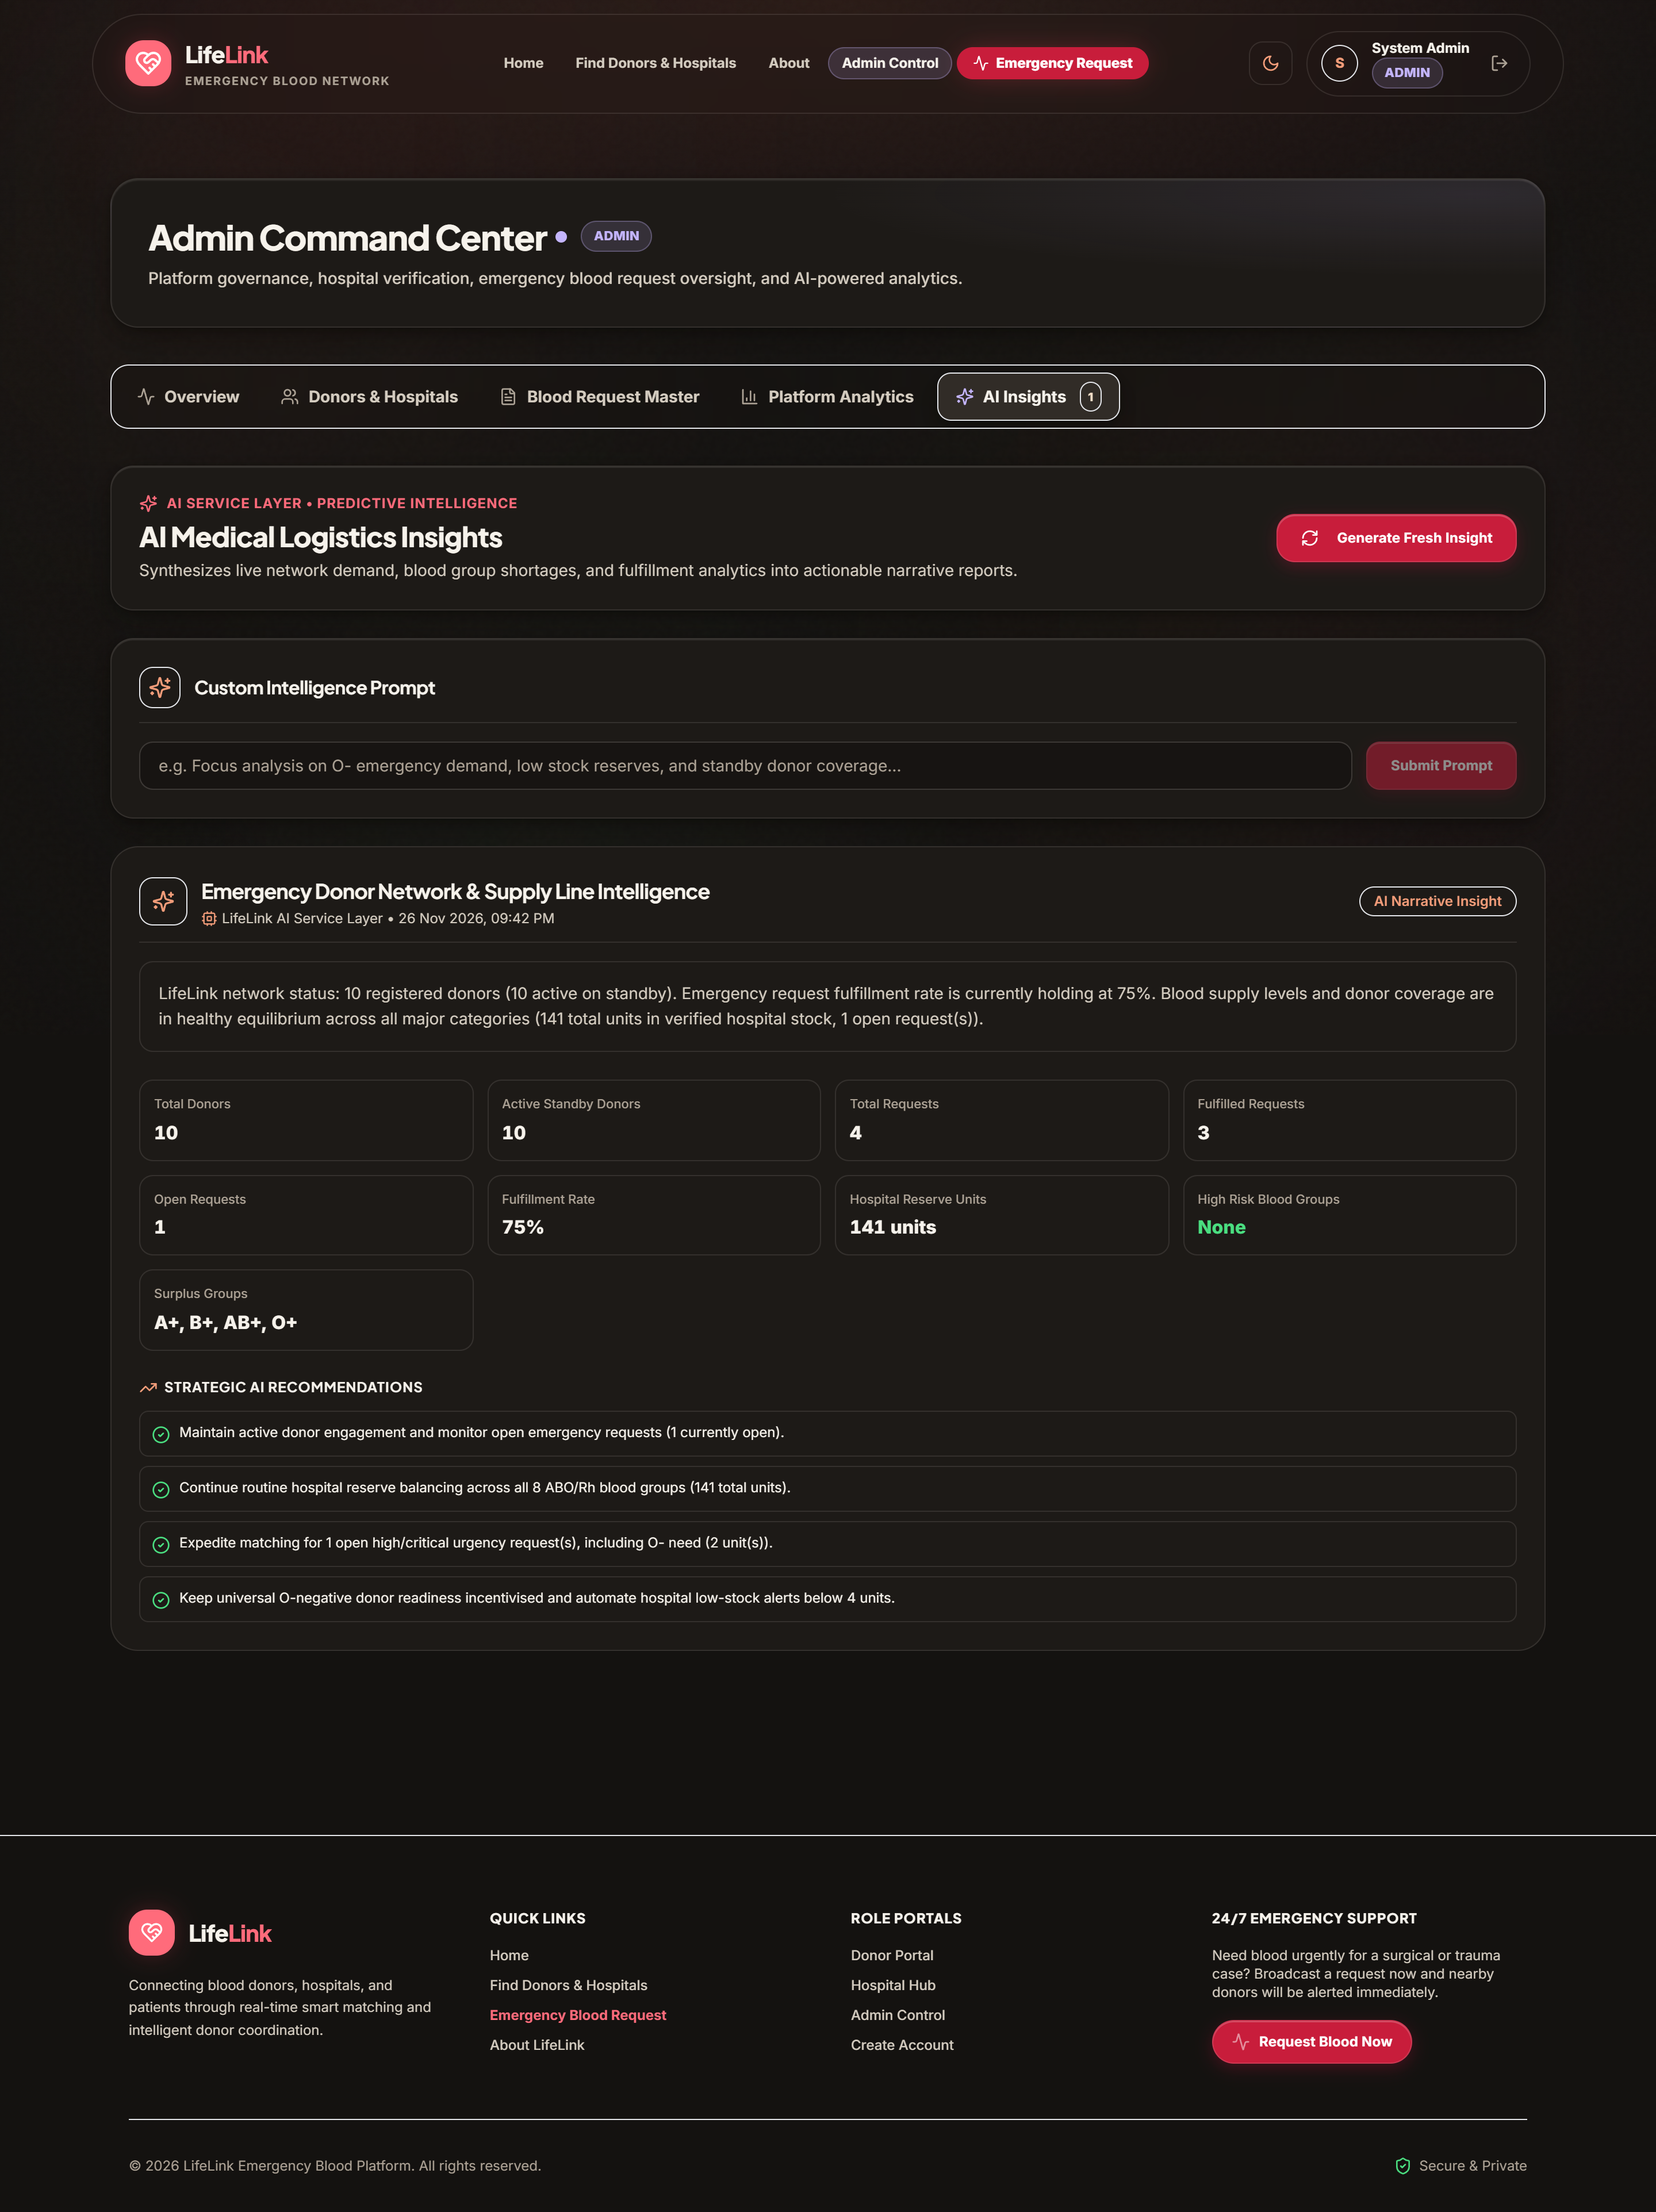 LifeLink
EMERGENCY BLOOD NETWORK
Home
Find Donors & Hospitals
About
Admin Control
Emergency Request
S
System Admin
ADMIN
Admin Command Center
ADMIN
Platform governance, hospital verification, emergency blood request oversight, and AI-powered analytics.
Overview
Donors & Hospitals
Blood Request Master
Platform Analytics
AI Insights
1
AI SERVICE LAYER • PREDICTIVE INTELLIGENCE
AI Medical Logistics Insights
Synthesizes live network demand, blood group shortages, and fulfillment analytics into actionable narrative reports.
Generate Fresh Insight
Custom Intelligence Prompt
e.g. Focus analysis on O- emergency demand, low stock reserves, and standby donor coverage...
Submit Prompt
Emergency Donor Network & Supply Line Intelligence
LifeLink AI Service Layer • 26 Nov 2026, 09:42 PM
AI Narrative Insight
LifeLink network status: 10 registered donors (10 active on standby). Emergency request fulfillment rate is currently holding at 75%. Blood supply levels and donor coverage are
in healthy equilibrium across all major categories (141 total units in verified hospital stock, 1 open request(s)).
Total Donors
10
Active Standby Donors
10
Total Requests
4
Fulfilled Requests
3
Open Requests
1
Fulfillment Rate
75%
Hospital Reserve Units
141 units
High Risk Blood Groups
None
Surplus Groups
A+, B+, AB+, O+
STRATEGIC AI RECOMMENDATIONS
Maintain active donor engagement and monitor open emergency requests (1 currently open).
Continue routine hospital reserve balancing across all 8 ABO/Rh blood groups (141 total units).
Expedite matching for 1 open high/critical urgency request(s), including O- need (2 unit(s)).
Keep universal O-negative donor readiness incentivised and automate hospital low-stock alerts below 4 units.
LifeLink
Connecting blood donors, hospitals, and
patients through real-time smart matching and
intelligent donor coordination.
QUICK LINKS
Home
Find Donors & Hospitals
Emergency Blood Request
About LifeLink
ROLE PORTALS
Donor Portal
Hospital Hub
Admin Control
Create Account
24/7 EMERGENCY SUPPORT
Need blood urgently for a surgical or trauma
case? Broadcast a request now and nearby
donors will be alerted immediately.
Request Blood Now
© 2026 LifeLink Emergency Blood Platform. All rights reserved.
Secure & Private